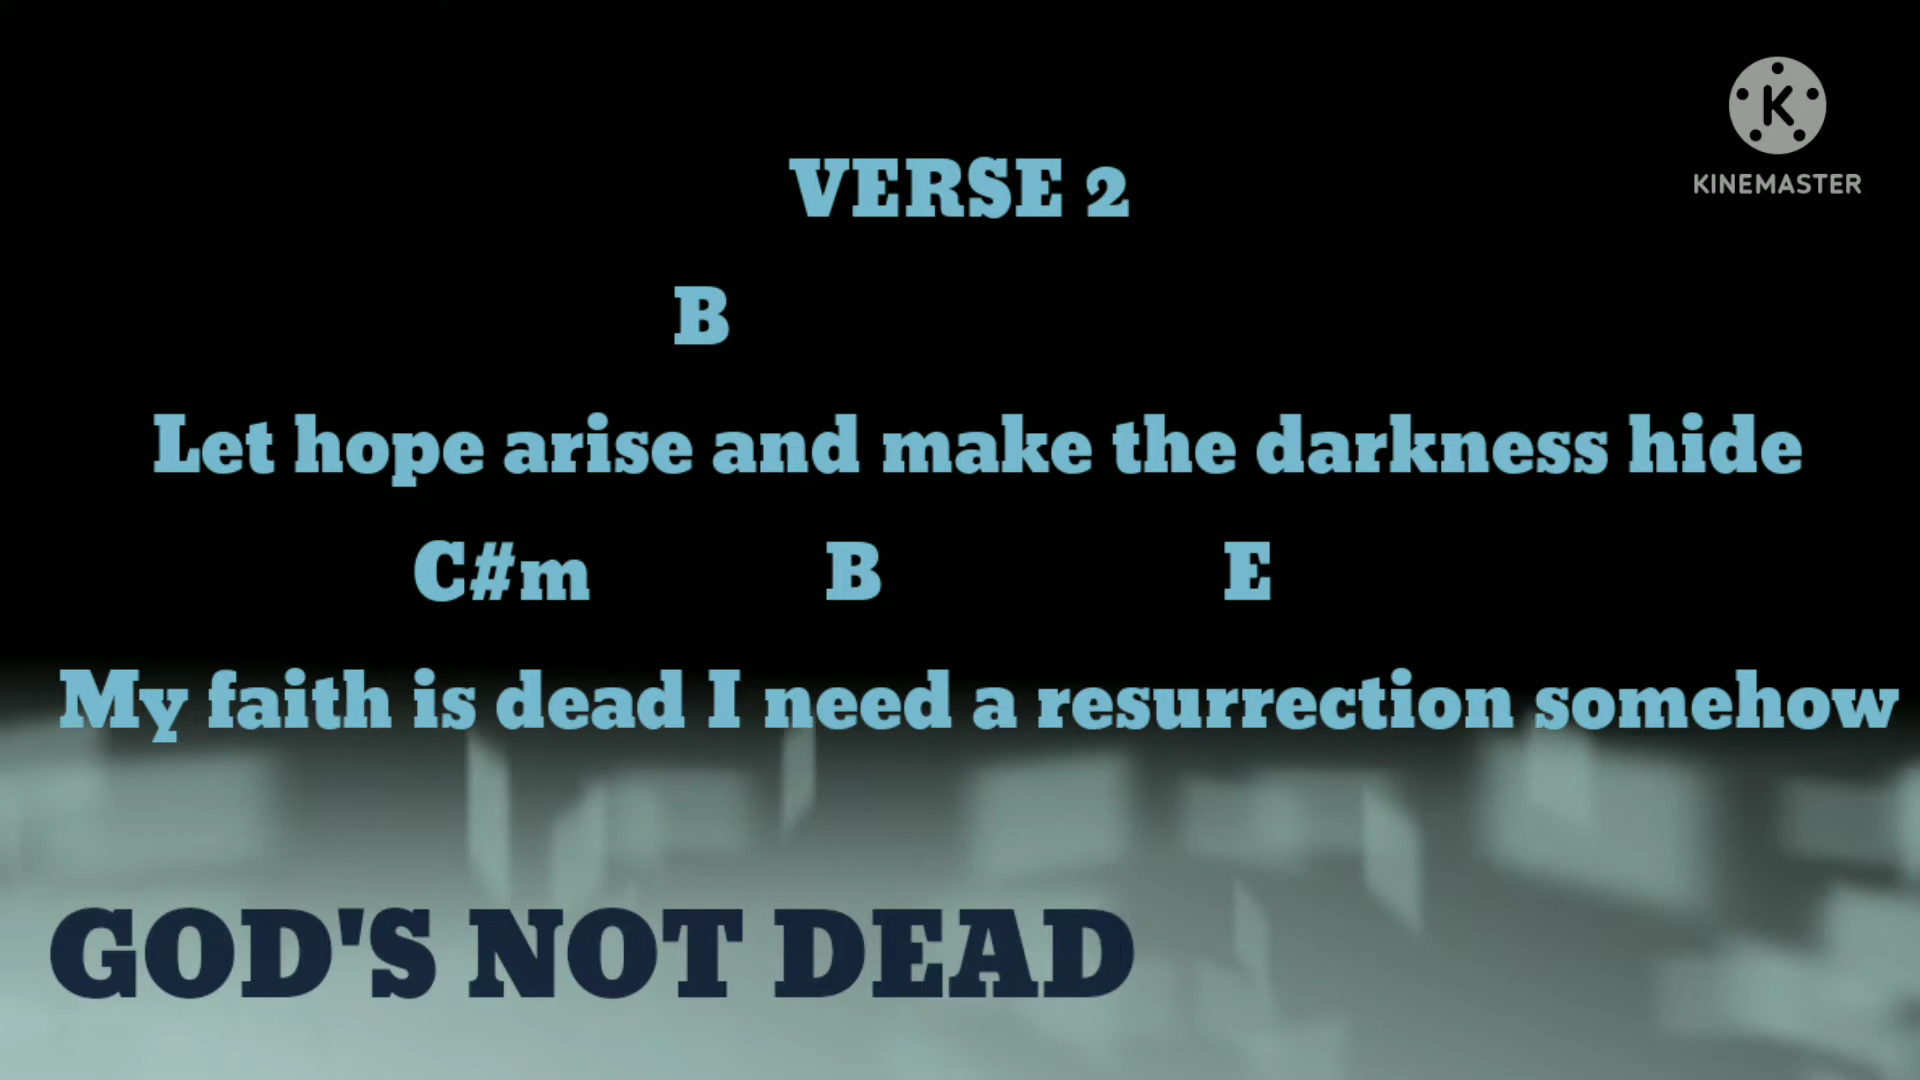 K
KINEMASTER
VERSE 2
B
Let hope arise and make the darkness hide
C#m B E
My faith is dead I need a resurrection somehow
GOD'S NOT DEAD